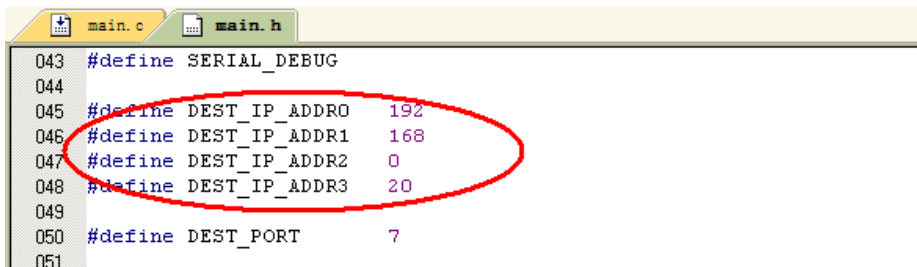 main.c main.h
043 #define SERIAL_DEBUG
044
045 #define DEST_IP_ADDR0 192
046 #define DEST_IP_ADDR1 168
047 #define DEST_IP_ADDR2 0
048 #define DEST_IP_ADDR3 20
049
050 #define DEST_PORT 7
051